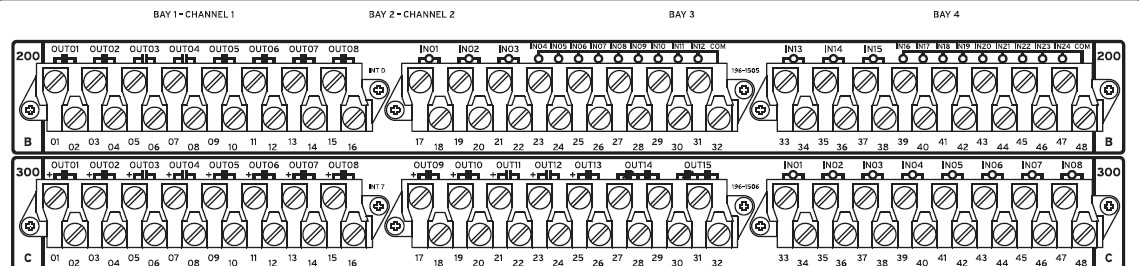 BAY 1 - CHANNEL 1 BAY 2 - CHANNEL 2 BAY 3 BAY 4
200 OUT01 OUT02 OUT03 OUT04 OUT05 OUT06 OUT07 OUT08 IN01 IN02 IN03 IN04 IN05 IN06 IN07 IN08 IN09 IN10 IN11 IN12 COM IN13 IN14 IN15 IN16 IN17 IN18 IN19 IN20 IN21 IN22 IN23 IN24 COM 200
INT D 196-1505
B 01 02 03 04 05 06 07 08 09 10 11 12 13 14 15 16 17 18 19 20 21 22 23 24 25 26 27 28 29 30 31 32 33 34 35 36 37 38 39 40 41 42 43 44 45 46 47 48 B
300 OUT01 OUT02 OUT03 OUT04 OUT05 OUT06 OUT07 OUT08 OUT09 OUT10 OUT11 OUT12 OUT13 OUT14 OUT15 IN01 IN02 IN03 IN04 IN05 IN06 IN07 IN08 300
+ + + + + + + + + + + + +
INT 7 196-1506
C 01 02 03 04 05 06 07 08 09 10 11 12 13 14 15 16 17 18 19 20 21 22 23 24 25 26 27 28 29 30 31 32 33 34 35 36 37 38 39 40 41 42 43 44 45 46 47 48 C